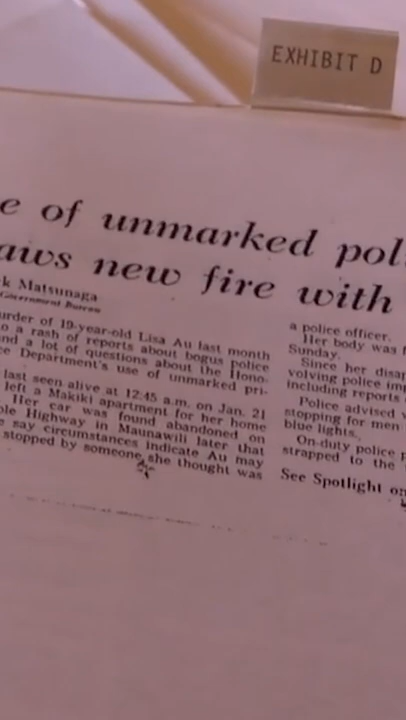 EXHIBIT D
e of unmarked pol
aws new fire with
k Matsunaga
Government Bureau
urder of 19-year-old Lisa Au last month
o a rash of reports about bogus police
nd a lot of questions about the Hono-
ce Department's use of unmarked pri-
last seen alive at 12:45 a.m. on Jan. 21
left a Makiki apartment for her home
Her car was found abandoned on
ole Highway in Maunawili later that
e say circumstances indicate Au may
stopped by someone she thought was
a police officer.
Her body was f
Sunday.
Since her disap
volving police imp
including reports
Police advised
stopping for men
blue lights.
On-duty police
strapped to the
See Spotlight on